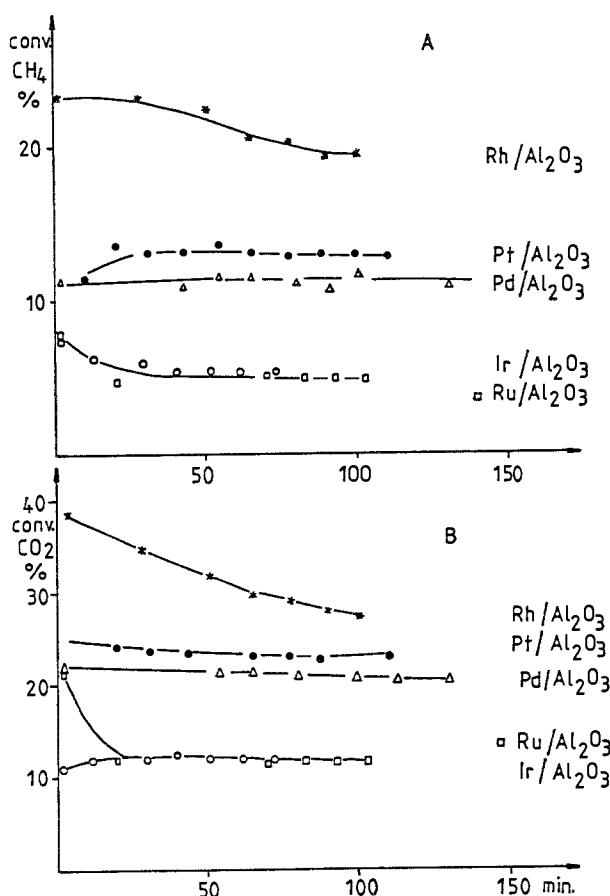 conv.
CH4
%
A
20
Rh/Al2O3
Pt/Al2O3
Pd/Al2O3
10
Ir/Al2O3
Ru/Al2O3
50
100
150
40
conv.
CO2
%
B
30
Rh/Al2O3
Pt/Al2O3
Pd/Al2O3
20
Ru/Al2O3
Ir/Al2O3
10
50
100
150 min.